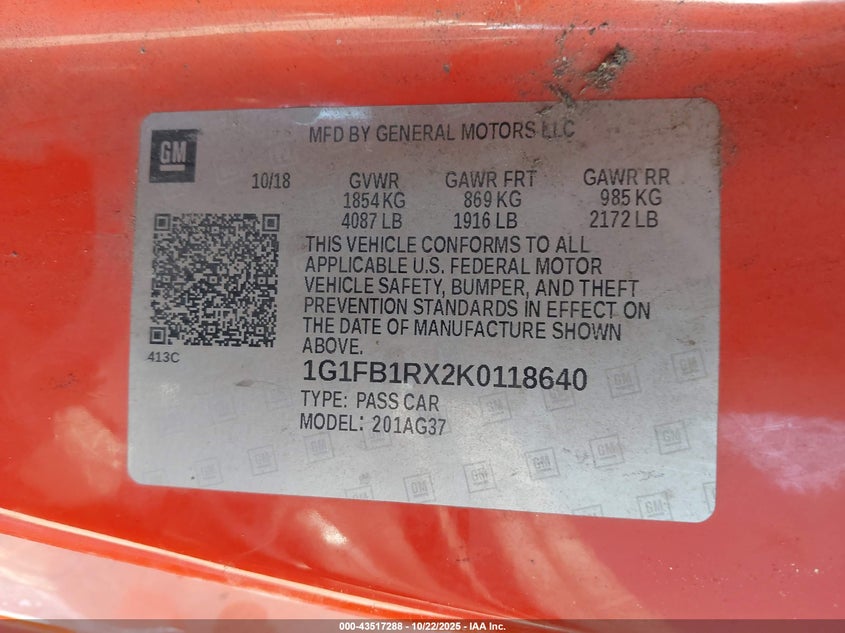 MFD BY GENERAL MOTORS LLC
GM
10/18 GVWR GAWR FRT GAWR RR
1854 KG 869 KG 985 KG
4087 LB 1916 LB 2172 LB
THIS VEHICLE CONFORMS TO ALL
APPLICABLE U.S. FEDERAL MOTOR
VEHICLE SAFETY, BUMPER, AND THEFT
PREVENTION STANDARDS IN EFFECT ON
THE DATE OF MANUFACTURE SHOWN
ABOVE.
413C
1G1FB1RX2K0118640
TYPE: PASS CAR
MODEL: 201AG37
000-43517288 - 10/22/2025 - IAA Inc.